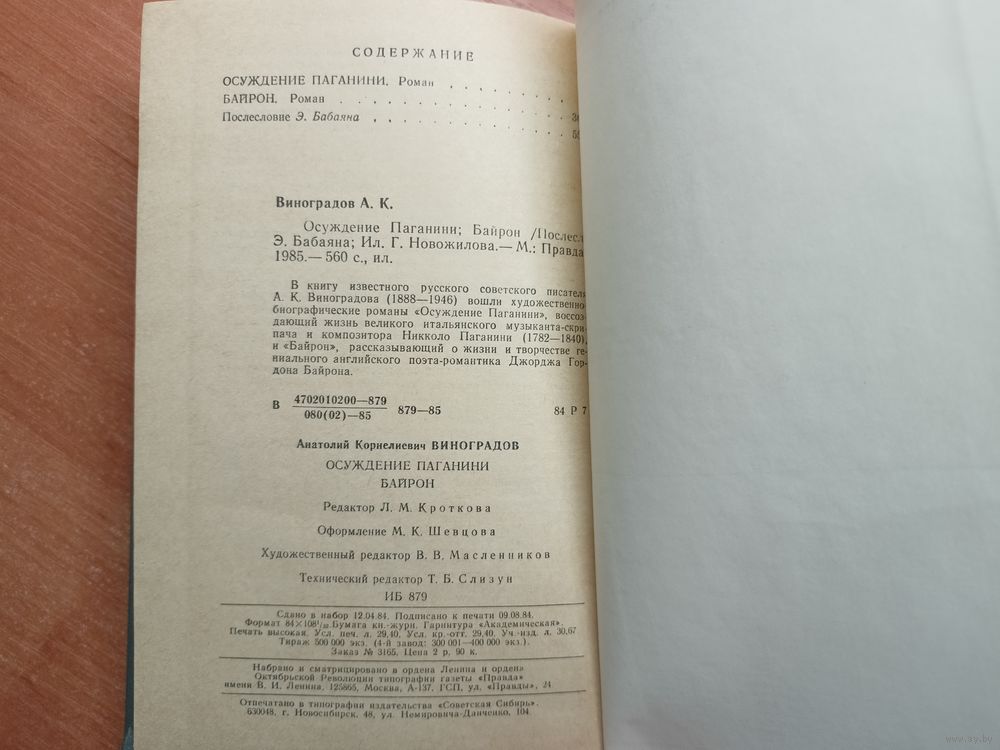 СОДЕРЖАНИЕ
ОСУЖДЕНИЕ ПАГАНИНИ. Роман . . . . . . . .
БАЙРОН. Роман . . . . . . . . . . . . .
Послесловие Э. Бабаяна . . . . . . . . . .
Виноградов А. К.
Осуждение Паганини; Байрон /Послесл.
Э. Бабаяна; Ил. Г. Новожилова.— М.: Правда,
1985.— 560 с., ил.
В книгу известного русского советского писателя
А. К. Виноградова (1888—1946) вошли художественно-
биографические романы «Осуждение Паганини», воссоз-
дающий жизнь великого итальянского музыканта-скри-
пача и композитора Никколо Паганини (1782—1840),
и «Байрон», рассказывающий о жизни и творчестве ге-
ниального английского поэта-романтика Джорджа Гор-
дона Байрона.
В 4702010200—879 879—85 84 Р 7
080(02)—85
Анатолий Корнелиевич ВИНОГРАДОВ
ОСУЖДЕНИЕ ПАГАНИНИ
БАЙРОН
Редактор Л. М. Кроткова
Оформление М. К. Шевцова
Художественный редактор В. В. Масленников
Технический редактор Т. Б. Слизун
ИБ 879
Сдано в набор 12.04.84. Подписано к печати 09.08.84.
Формат 84×108¹/₃₂. Бумага кн.-журн. Гарнитура «Академическая».
Печать высокая. Усл. печ. л. 29,40. Усл. кр.-отт. 29,40. Уч.-изд. л. 30,67
Тираж 500 000 экз. (4-й завод: 300 001—400 000 экз.).
Заказ № 3165. Цена 2 р. 90 к.
Набрано и сматрицировано в ордена Ленина и ордена
Октябрьской Революции типографии газеты «Правда»
имени В. И. Ленина, 125865, Москва, А-137, ГСП, ул. «Правды», 24
Отпечатано в типографии издательства «Советская Сибирь».
630048, г. Новосибирск, 48, ул. Немировича-Данченко, 104.
www.ay.by